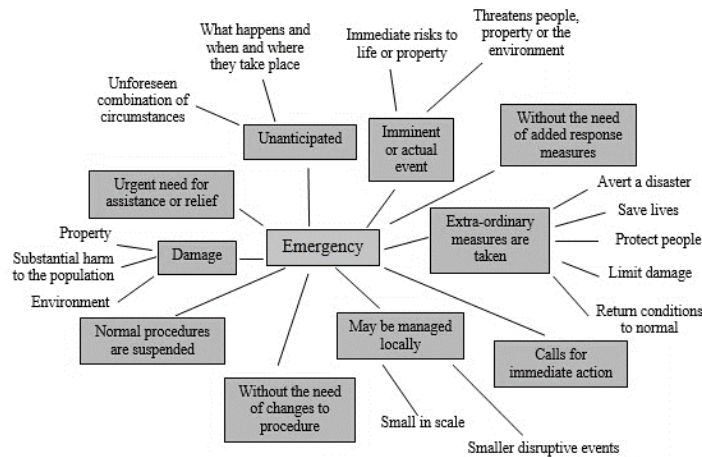 What happens and
when and where
they take place
Immediate risks to
life or property
Threatens people,
property or the
environment
Unforeseen
combination of
circumstances
Unanticipated
Imminent
or actual
event
Without the need
of added response
measures
Urgent need for
assistance or relief
Avert a disaster
Save lives
Protect people
Limit damage
Return conditions
to normal
Extra-ordinary
measures are
taken
Emergency
Property
Substantial harm
to the population
Environment
Damage
Normal procedures
are suspended
May be managed
locally
Calls for
immediate action
Without the need
of changes to
procedure
Small in scale
Smaller disruptive events